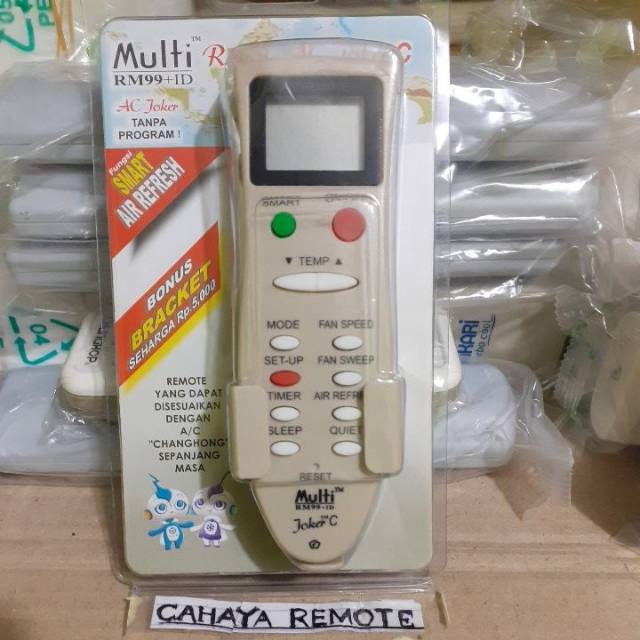 Multi™
RM99+1D
AC Joker
TANPA
PROGRAM !
Fungsi
SMART
AIR REFRESH
BONUS
BRACKET
SEHARGA Rp.5,000
REMOTE
YANG DAPAT
DISESUAIKAN
DENGAN
A/C
"CHANGHONG"
SEPANJANG
MASA
SMART
▼ TEMP ▲
MODE FAN SPEED
SET-UP FAN SWEEP
TIMER AIR REFRE
SLEEP QUIET
RESET
Multi™
RM99+1D
Joker™C
CAHAYA REMOTE